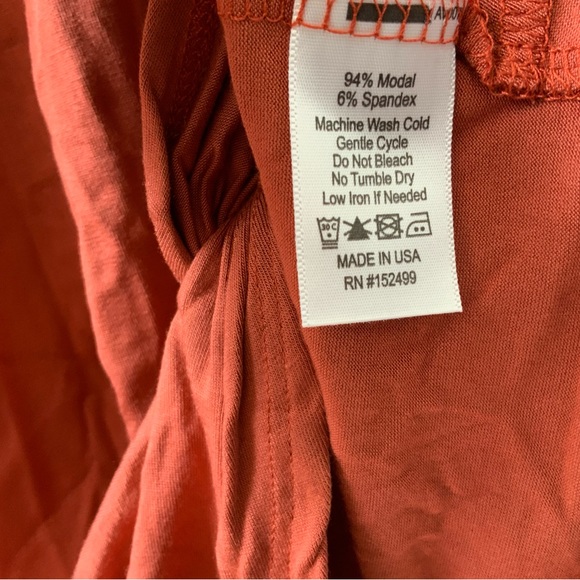 94% Modal
6% Spandex
Machine Wash Cold
Gentle Cycle
Do Not Bleach
No Tumble Dry
Low Iron If Needed
30 C
MADE IN USA
RN #152499